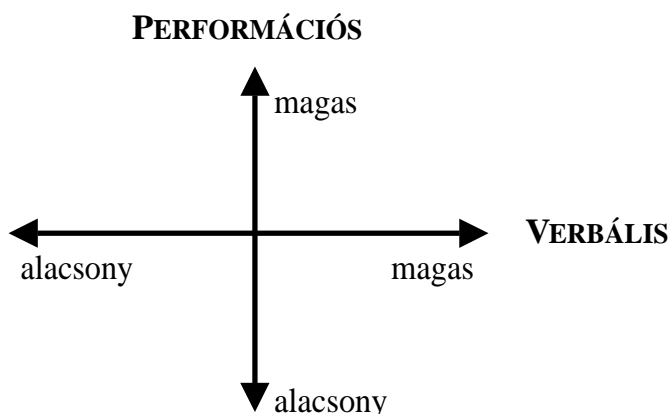 PERFORMÁCIÓS
magas
VERBÁLIS
alacsony
magas
alacsony